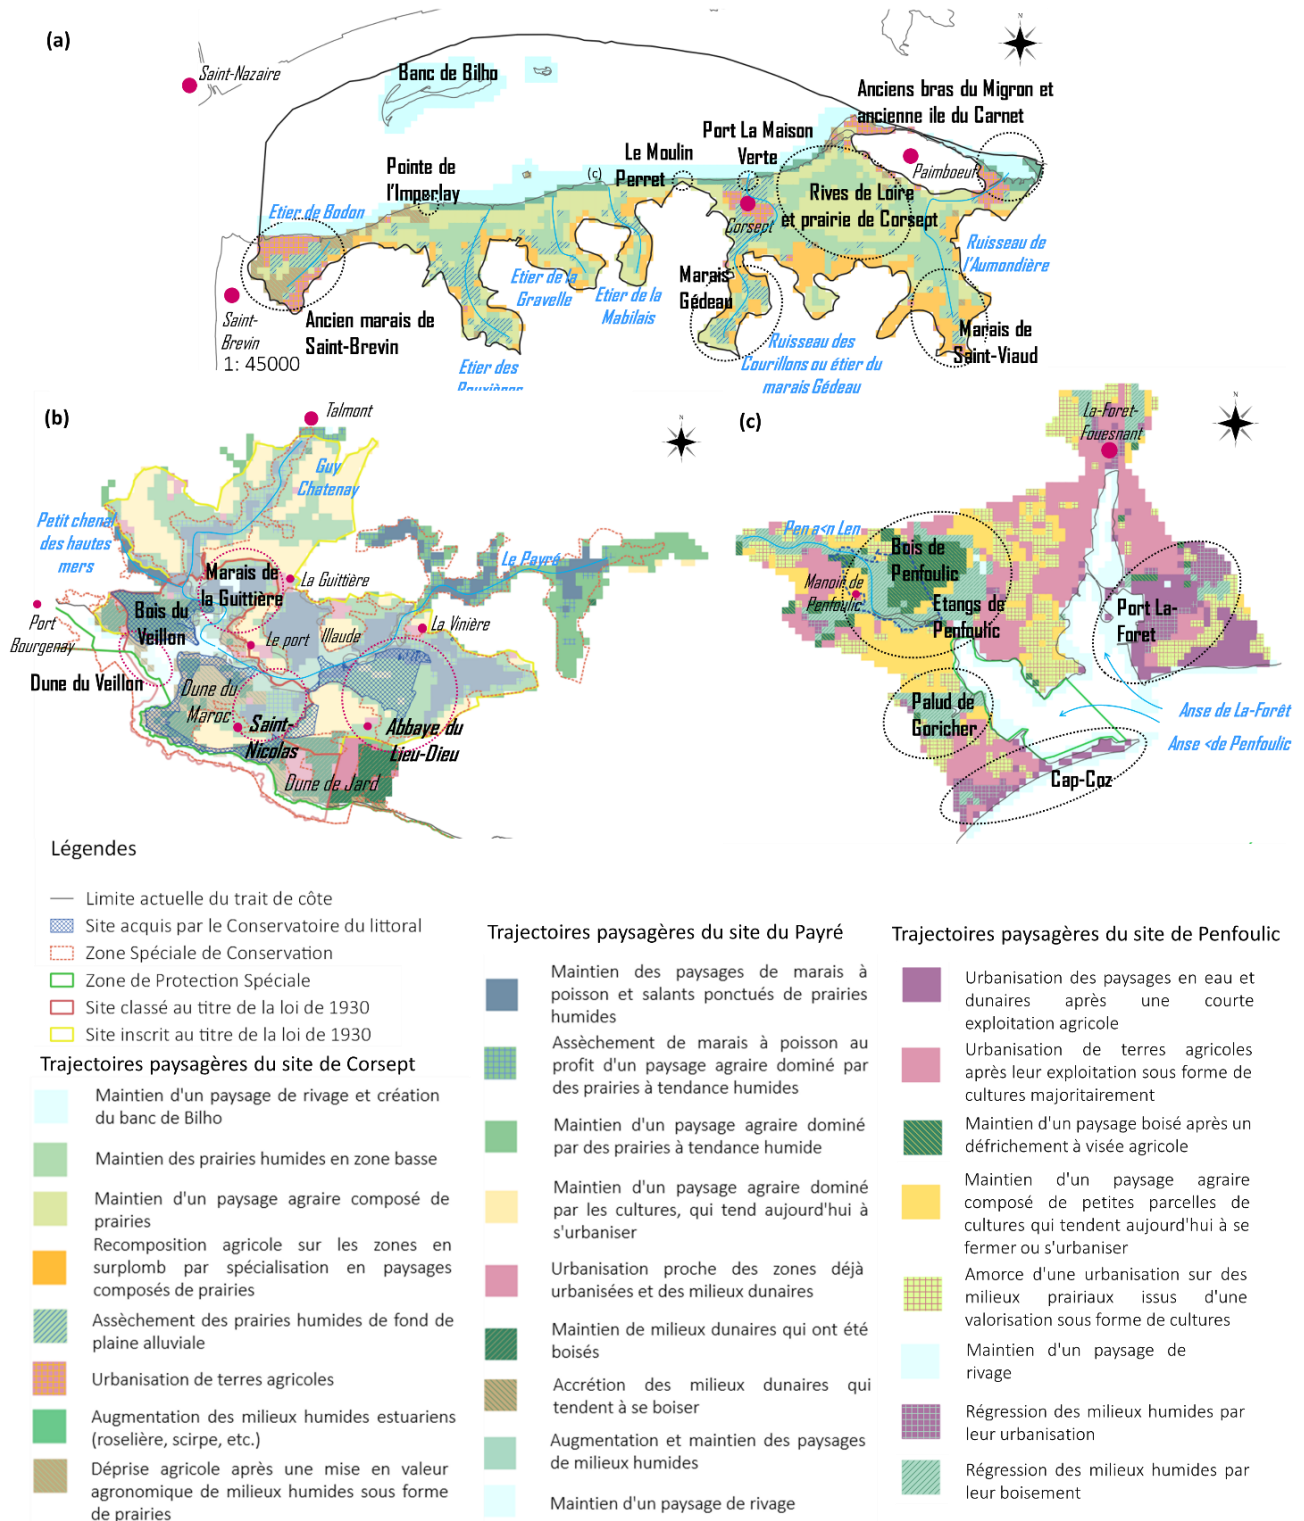 (a)
N
Saint-Nazaire
Banc de Bilho
Anciens bras du Migron et
ancienne ile du Carnet
Port La Maison
Verte
Le Moulin
Perret
Pointe de
l'Imperlay
(c)
Paimboeuf
Rives de Loire
et prairie de Corsept
Etier de Bodon
Corsept
Ruisseau de
l'Aumondière
Etier de la
Gravelle
Etier de la
Mabilais
Marais
Gédeau
Saint-
Brevin
Ancien marais de
Saint-Brevin
Marais de
Saint-Viaud
Ruisseau des
Courillons ou étier du
marais Gédeau
1: 45000
Etier des
(b)
Talmont
N
Guy
Chatenay
Petit chenal
des hautes
mers
Le Payré
Marais de
la Guittière
La Guittière
Bois du
Veillon
Port
Bourgenay
Le port
Illaude
La Vinière
Dune du Veillon
Dune du
Maroc
Saint-
Nicolas
Abbaye du
Lieu-Dieu
Dune de Jard
(c)
La-Foret-
Fouesnant
N
Pen a<n Len
Bois de
Penfoulic
Manoir de
Penfoulic
Etangs de
Penfoulic
Port La-
Foret
Palud de
Goricher
Anse de La-Forêt
Anse <de Penfoulic
Cap-Coz
Légendes
Limite actuelle du trait de côte
Site acquis par le Conservatoire du littoral
Zone Spéciale de Conservation
Zone de Protection Spéciale
Site classé au titre de la loi de 1930
Site inscrit au titre de la loi de 1930
Trajectoires paysagères du site de Corsept
Maintien d'un paysage de rivage et création
du banc de Bilho
Maintien des prairies humides en zone basse
Maintien d'un paysage agraire composé de
prairies
Recomposition agricole sur les zones en
surplomb par spécialisation en paysages
composés de prairies
Assèchement des prairies humides de fond de
plaine alluviale
Urbanisation de terres agricoles
Augmentation des milieux humides estuariens
(roselière, scirpe, etc.)
Déprise agricole après une mise en valeur
agronomique de milieux humides sous forme
de prairies
Trajectoires paysagères du site du Payré
Maintien des paysages de marais à
poisson et salants ponctués de prairies
humides
Assèchement de marais à poisson au
profit d'un paysage agraire dominé par
des prairies à tendance humides
Maintien d'un paysage agraire dominé
par des prairies à tendance humide
Maintien d'un paysage agraire dominé
par les cultures, qui tend aujourd'hui à
s'urbaniser
Urbanisation proche des zones déjà
urbanisées et des milieux dunaires
Maintien de milieux dunaires qui ont été
boisés
Accrétion des milieux dunaires qui
tendent à se boiser
Augmentation et maintien des paysages
de milieux humides
Maintien d'un paysage de rivage
Trajectoires paysagères du site de Penfoulic
Urbanisation des paysages en eau et
dunaires après une courte
exploitation agricole
Urbanisation de terres agricoles
après leur exploitation sous forme de
cultures majoritairement
Maintien d'un paysage boisé après un
défrichement à visée agricole
Maintien d'un paysage agraire
composé de petites parcelles de
cultures qui tendent aujourd'hui à se
fermer ou s'urbaniser
Amorce d'une urbanisation sur des
milieux prairiaux issus d'une
valorisation sous forme de cultures
Maintien d'un paysage de
rivage
Régression des milieux humides par
leur urbanisation
Régression des milieux humides par
leur boisement